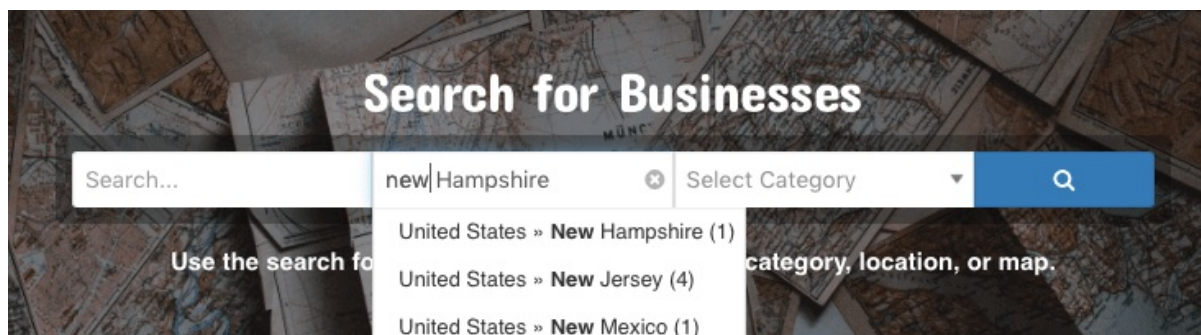 Search for Businesses
MÜNC
Search...
new Hampshire
Select Category
United States » New Hampshire (1)
Use the search fo
category, location, or map.
United States » New Jersey (4)
United States » New Mexico (1)